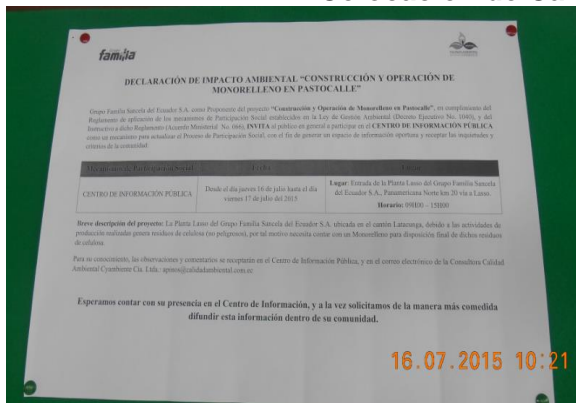 familia
DECLARACIÓN DE IMPACTO AMBIENTAL “CONSTRUCCIÓN Y OPERACIÓN DE
MONORELLENO EN PASTOCALLE”
Grupo Familia Sancela del Ecuador S.A. como Proponente del proyecto “Construcción y Operación de Monorelleno en Pastocalle”, en cumplimiento del
Reglamento de aplicación de los mecanismos de Participación Social establecidos en la Ley de Gestión Ambiental (Decreto Ejecutivo No. 1040), y del
Instructivo a dicho Reglamento (Acuerdo Ministerial No. 066), INVITA al público en general a participar en el CENTRO DE INFORMACIÓN PÚBLICA
como un mecanismo para actualizar el Proceso de Participación Social, con el fin de generar un espacio de información oportuna y receptar las inquietudes y
criterios de la comunidad:
Mecanismo de Participación Social Fecha Lugar
CENTRO DE INFORMACIÓN PÚBLICA
Desde el día jueves 16 de julio hasta el día
viernes 17 de julio del 2015
Lugar: Entrada de la Planta Lasso del Grupo Familia Sancela
del Ecuador S.A., Panamericana Norte km 20 vía a Lasso.
Horario: 09H00 – 15H00
Breve descripción del proyecto: La Planta Lasso del Grupo Familia Sancela del Ecuador S.A. ubicada en el cantón Latacunga, debido a las actividades de
producción realizadas genera residuos de celulosa (no peligrosos), por tal motivo necesita contar con un Monorelleno para disposición final de dichos residuos
de celulosa.
Para su conocimiento, las observaciones y comentarios se receptarán en el Centro de Información Pública, y en el correo electrónico de la Consultora Calidad
Ambiental Cyambiente Cia. Ltda.:
Esperamos contar con su presencia en el Centro de Información, y a la vez solicitamos de la manera más comedida
difundir esta información dentro de su comunidad.
16.07.2015 10:21